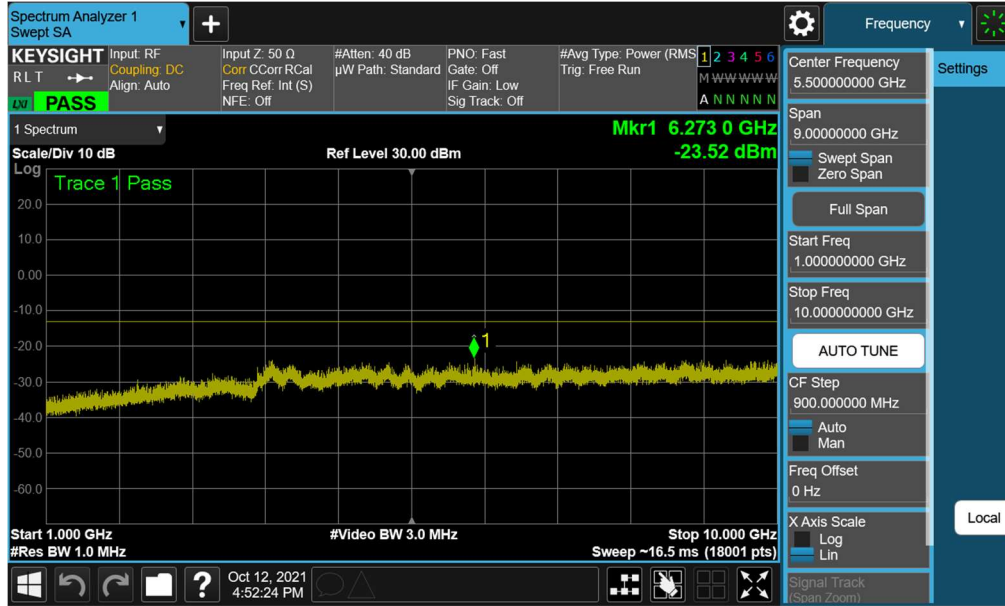 Spectrum Analyzer 1
Swept SA
+
Frequency
KEYSIGHT
RLT
LXI PASS
Input: RF
Coupling: DC
Align: Auto
Input Z: 50 Ω
Corr CCorr RCal
Freq Ref: Int (S)
NFE: Off
#Atten: 40 dB
µW Path: Standard
PNO: Fast
Gate: Off
IF Gain: Low
Sig Track: Off
#Avg Type: Power (RMS
Trig: Free Run
1 2 3 4 5 6
M W W W W W
A N N N N N
1 Spectrum
Scale/Div 10 dB
Ref Level 30.00 dBm
Mkr1 6.273 0 GHz
-23.52 dBm
Log
Trace 1 Pass
20.0
10.0
0.00
-10.0
-20.0
-30.0
-40.0
-50.0
-60.0
1
Start 1.000 GHz
#Res BW 1.0 MHz
#Video BW 3.0 MHz
Stop 10.000 GHz
Sweep ~16.5 ms (18001 pts)
?
Oct 12, 2021
4:52:24 PM
Center Frequency
5.500000000 GHz
Span
9.00000000 GHz
Swept Span
Zero Span
Full Span
Start Freq
1.000000000 GHz
Stop Freq
10.000000000 GHz
AUTO TUNE
CF Step
900.000000 MHz
Auto
Man
Freq Offset
0 Hz
X Axis Scale
Log
Lin
Signal Track
(Span Zoom)
Settings
Local